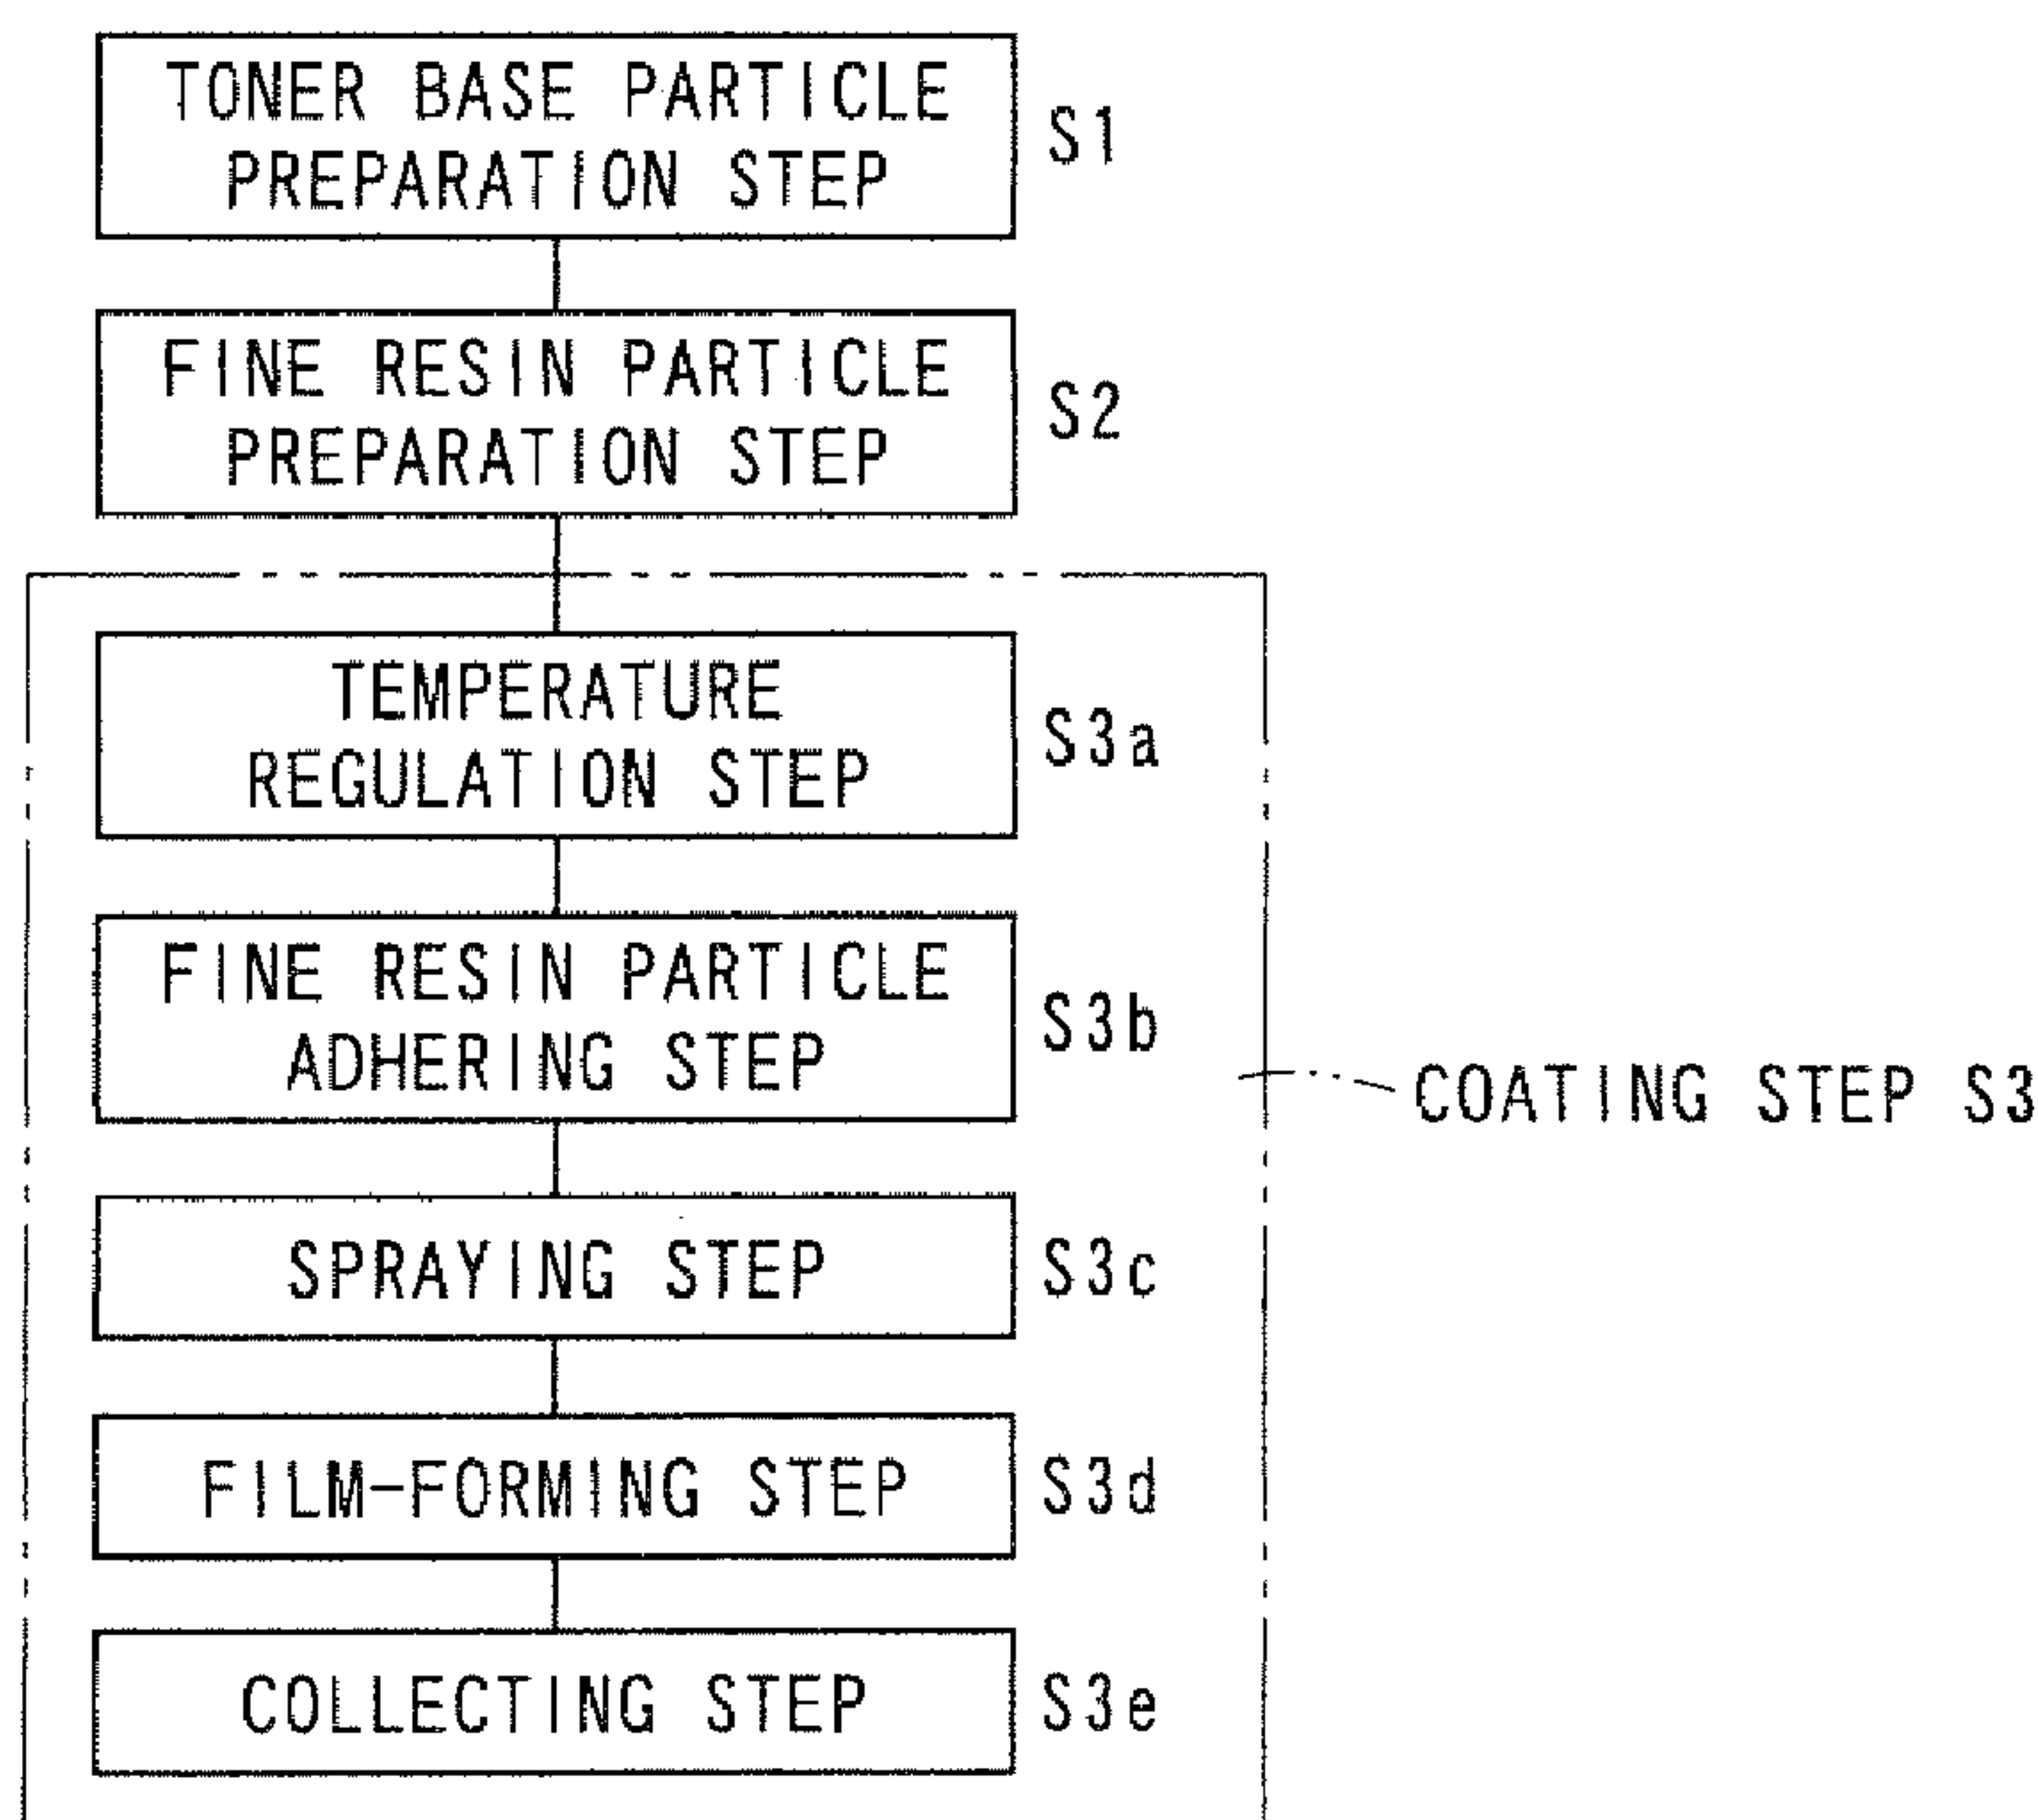 TONER BASE PARTICLE
PREPARATION STEP
S1
FINE RESIN PARTICLE
PREPARATION STEP
S2
TEMPERATURE
REGULATION STEP
S3a
FINE RESIN PARTICLE
ADHERING STEP
S3b
COATING STEP S3
SPRAYING STEP
S3c
FILM-FORMING STEP
S3d
COLLECTING STEP
S3e